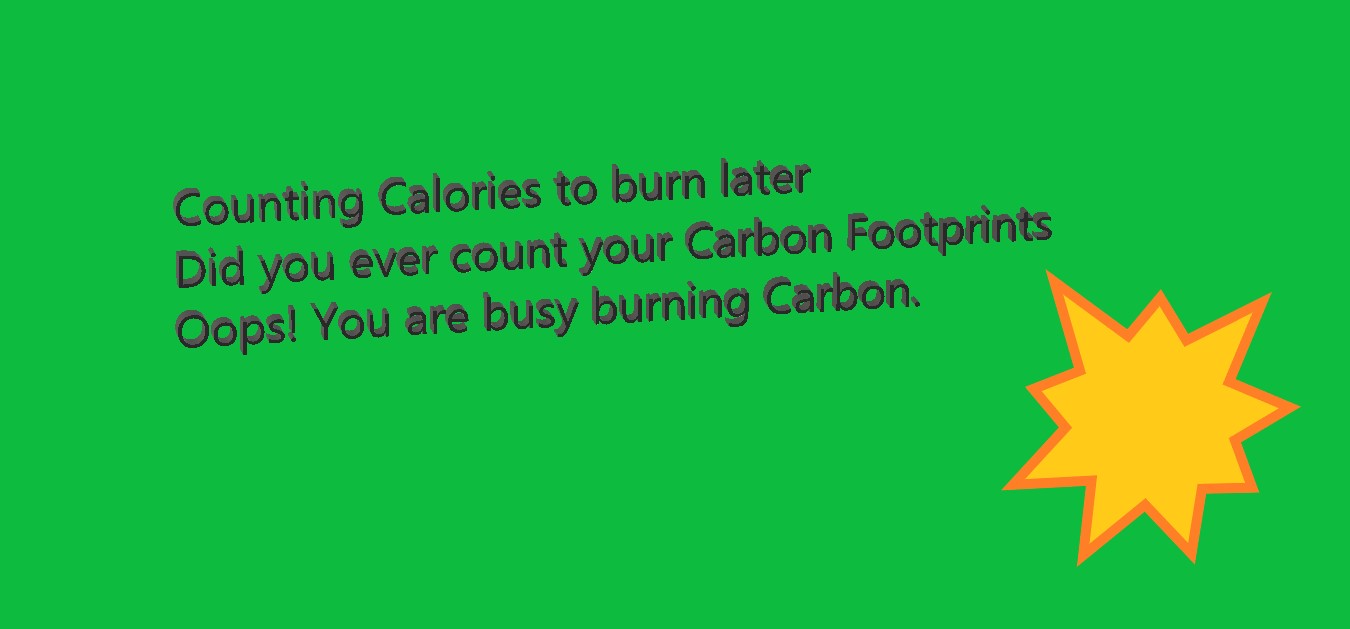 Counting Calories to burn later
Did you ever count your Carbon Footprints
Oops! You are busy burning Carbon.